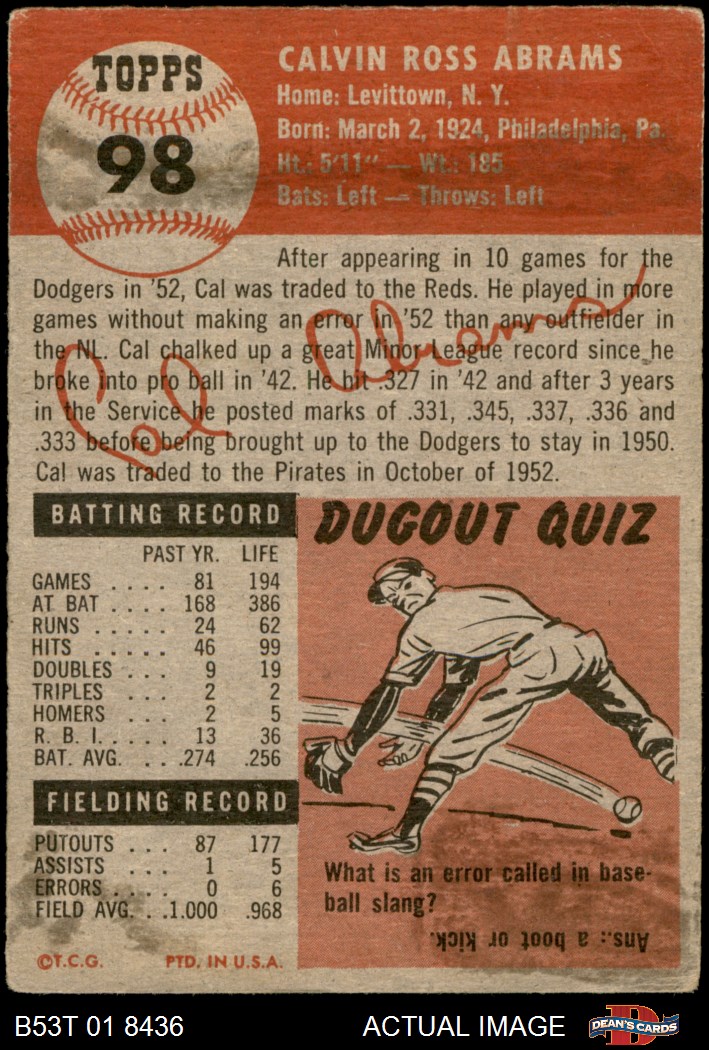 TOPPS
98
CALVIN ROSS ABRAMS
Home: Levittown, N. Y.
Born: March 2, 1924, Philadelphia, Pa.
Ht.: 5'11" — Wt.: 185
Bats: Left — Throws: Left
After appearing in 10 games for the
Dodgers in '52, Cal was traded to the Reds. He played in more
games without making an error in '52 than any outfielder in
the NL. Cal chalked up a great Minor League record since he
broke into pro ball in '42. He hit .327 in '42 and after 3 years
in the Service he posted marks of .331, .345, .337, .336 and
.333 before being brought up to the Dodgers to stay in 1950.
Cal was traded to the Pirates in October of 1952.
Cal Abrams
BATTING RECORD
PAST YR. LIFE
GAMES .... 81 194
AT BAT .... 168 386
RUNS ..... 24 62
HITS ..... 46 99
DOUBLES ... 9 19
TRIPLES ... 2 2
HOMERS ... 2 5
R. B. I. .... 13 36
BAT. AVG. ... .274 .256
FIELDING RECORD
PUTOUTS ... 87 177
ASSISTS ... 1 5
ERRORS .... 0 6
FIELD AVG. . .1.000 .968
©T.C.G. PTD. IN U.S.A.
DUGOUT QUIZ
What is an error called in base-
ball slang?
Ans.: a boot or kick.
B53T 01 8436 ACTUAL IMAGE DEAN'S CARDS